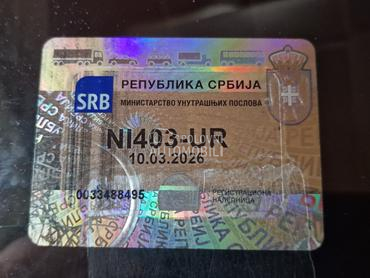 SRB
РЕПУБЛИКА СРБИЈА
МИНИСТАРСТВО УНУТРАШЊИХ ПОСЛОВА
NI403-UR
10.03.2026
0033488495
РЕГИСТРАЦИОНА
НАЛЕПНИЦА